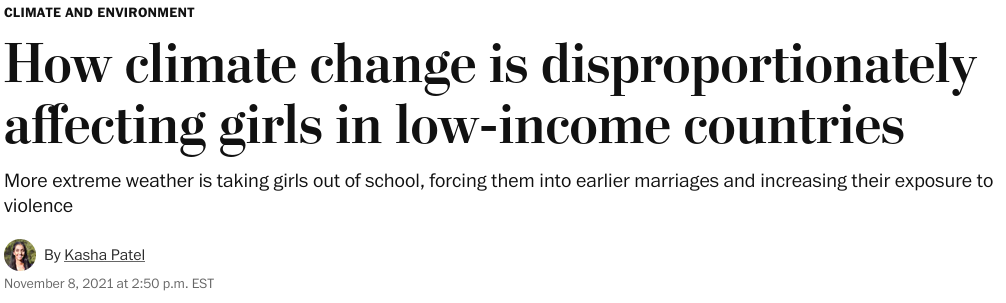 CLIMATE AND ENVIRONMENT
How climate change is disproportionately
affecting girls in low-income countries
More extreme weather is taking girls out of school, forcing them into earlier marriages and increasing their exposure to
violence
By Kasha Patel
November 8, 2021 at 2:50 p.m. EST